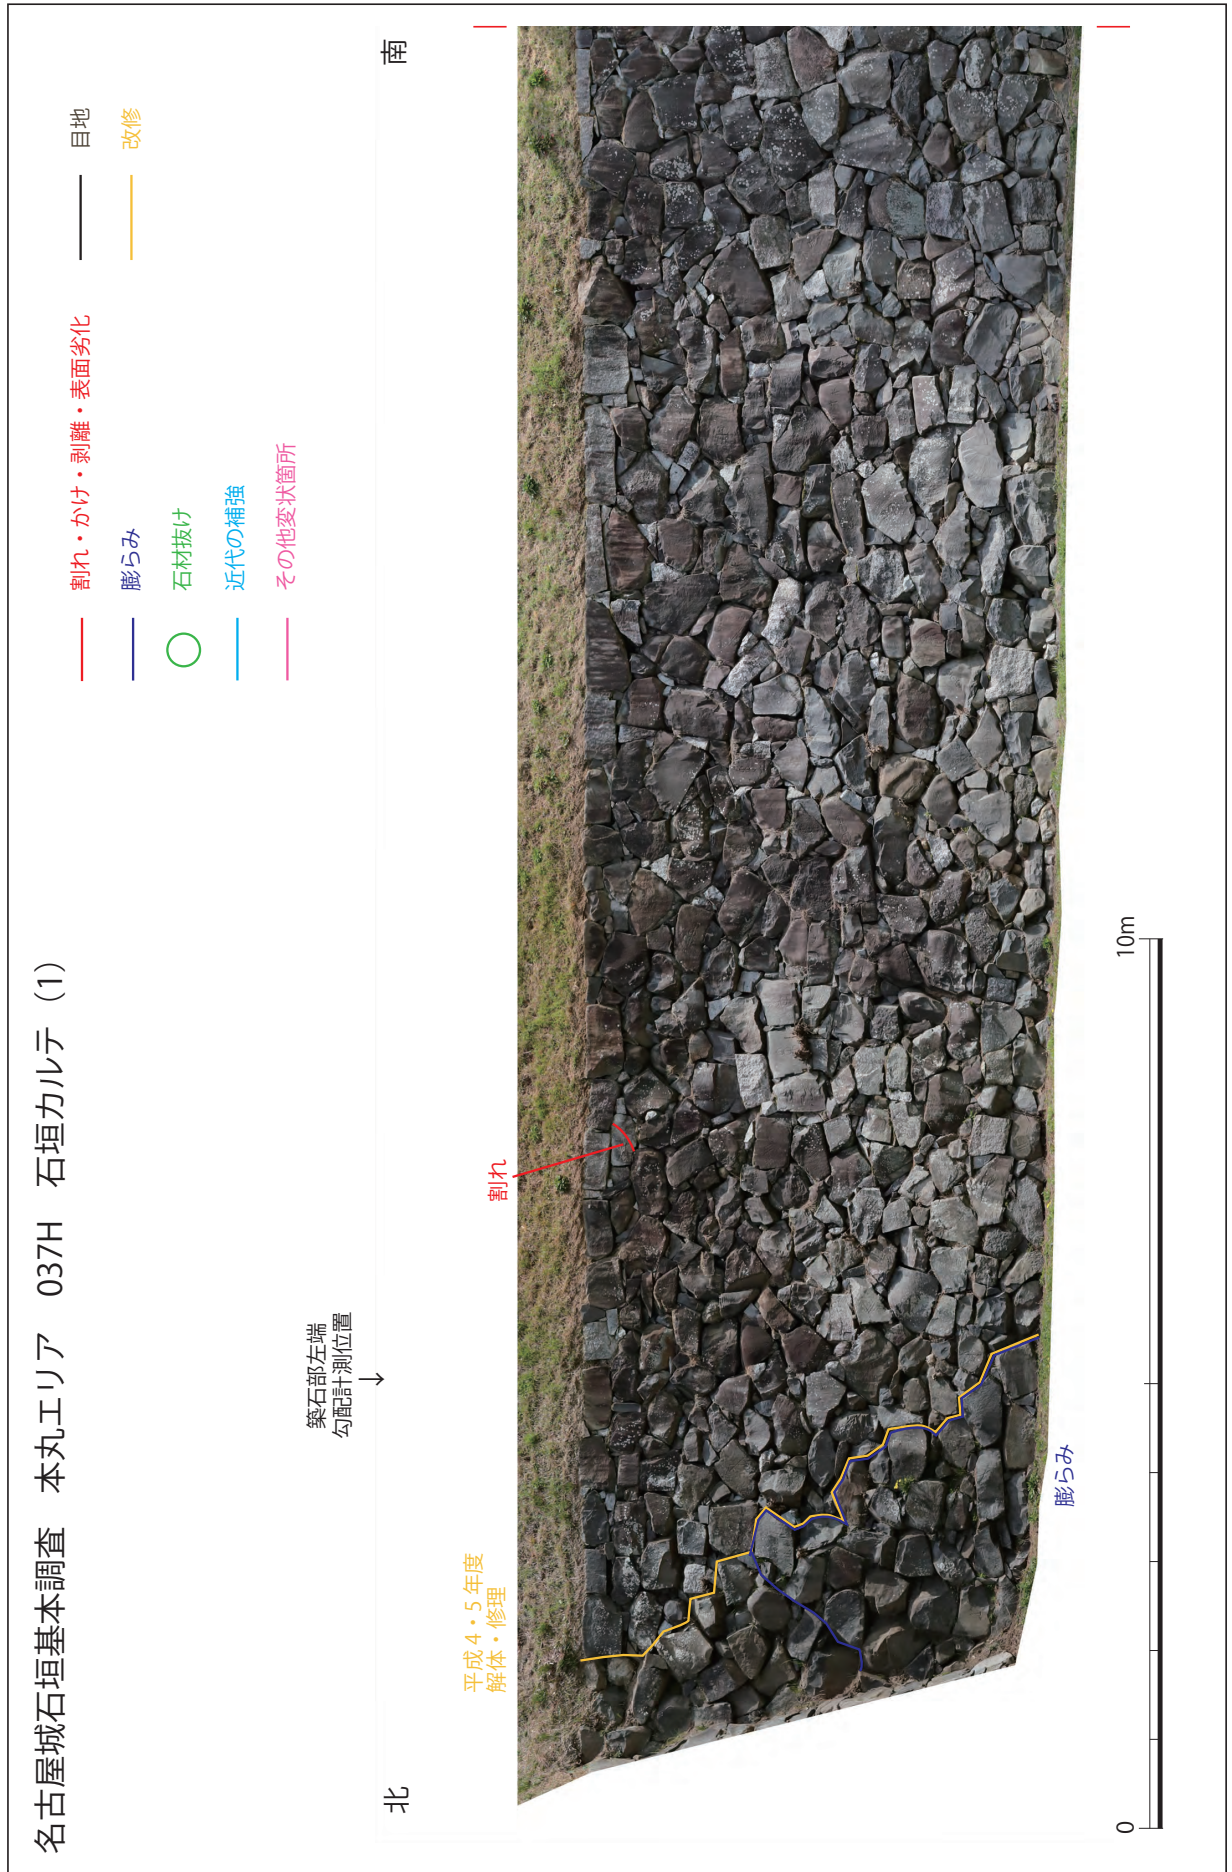 名古屋城石垣基本調査　本丸エリア　037H　石垣カルテ（1）
割れ・かけ・剥離・表面劣化
膨らみ
石材抜け
近代の補強
その他変状箇所
目地
改修
北
築石部左端
勾配計測位置
南
平成4・5年度
解体・修理
割れ
膨らみ
0
10m